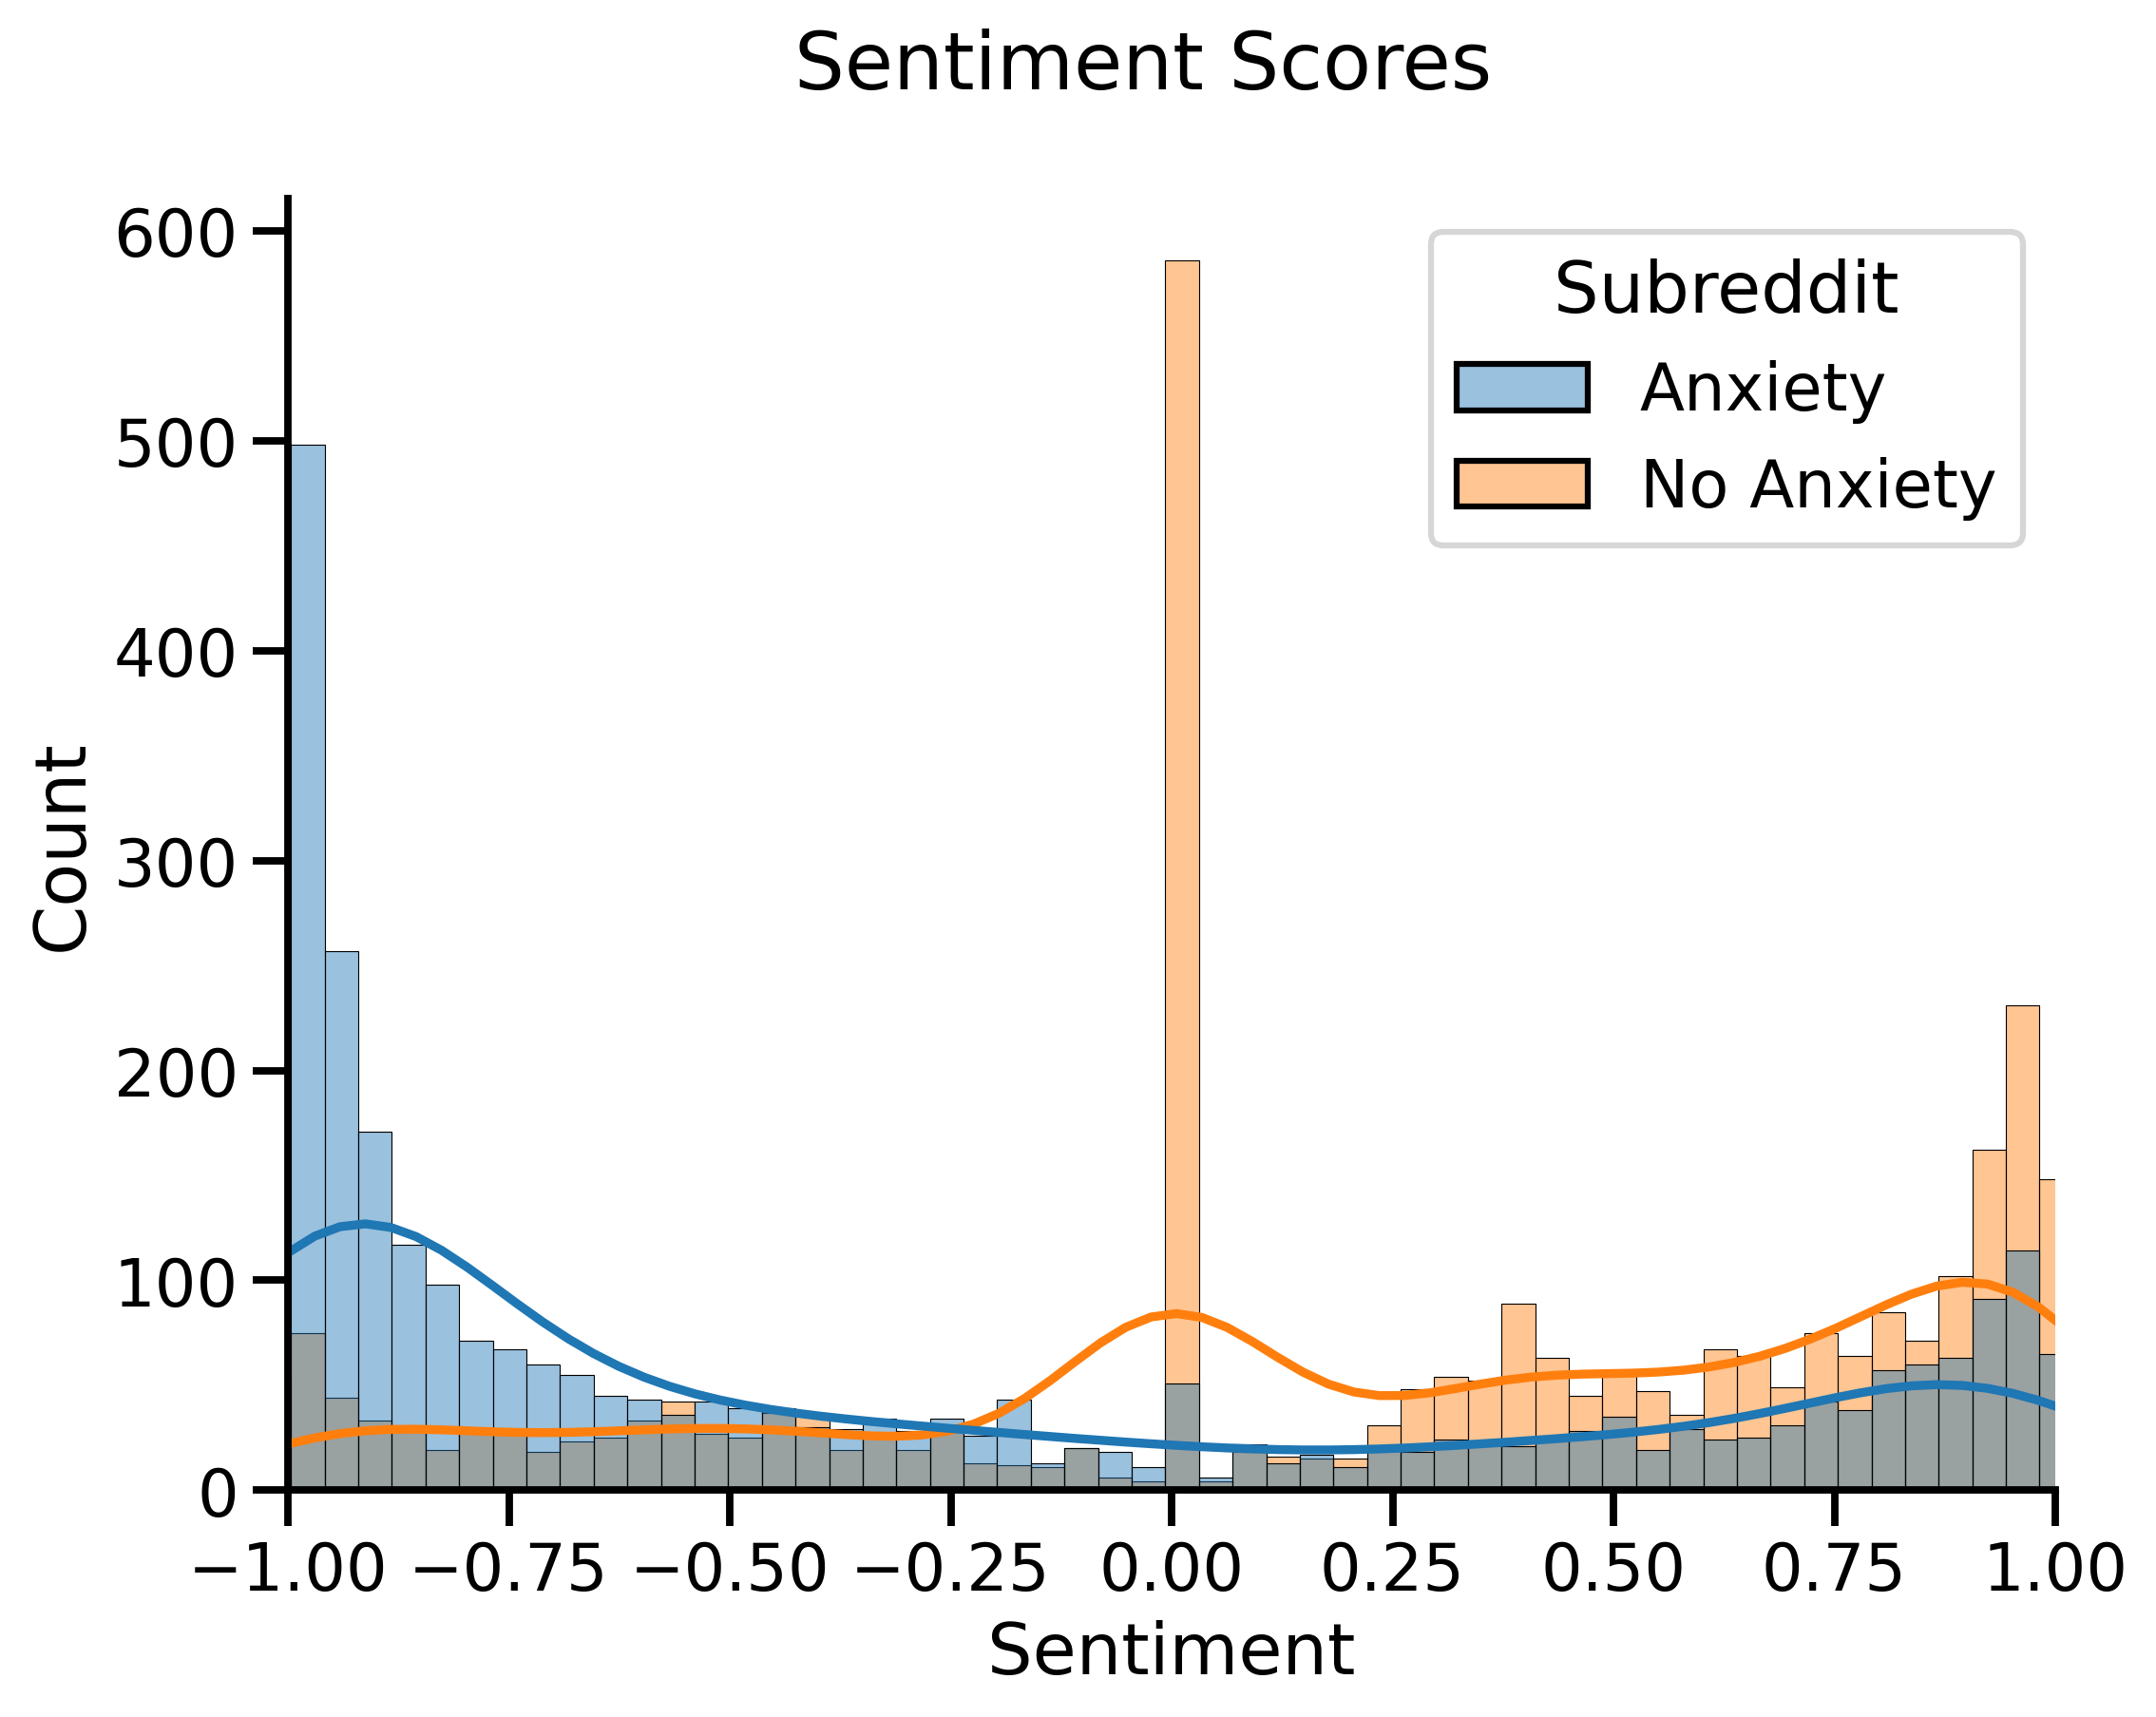 Sentiment Scores
600
500
400
300
200
100
0
Count
Subreddit
Anxiety
No Anxiety
−1.00 −0.75 −0.50 −0.25 0.00 0.25 0.50 0.75 1.00
Sentiment